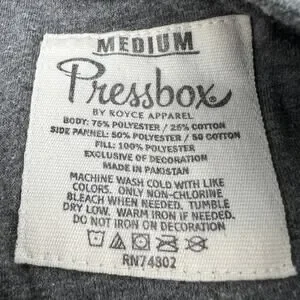 MEDIUM
Pressbox
BY ROYCE APPAREL
BODY: 75% POLYESTER / 25% COTTON
SIDE PANNEL: 50% POLYESTER / 50 COTTON
FILL: 100% POLYESTER
EXCLUSIVE OF DECORATION
MADE IN PAKISTAN
MACHINE WASH COLD WITH LIKE
COLORS. ONLY NON-CHLORINE
BLEACH WHEN NEEDED. TUMBLE
DRY LOW. WARM IRON IF NEEDED.
DO NOT IRON ON DECORATION
RN74802